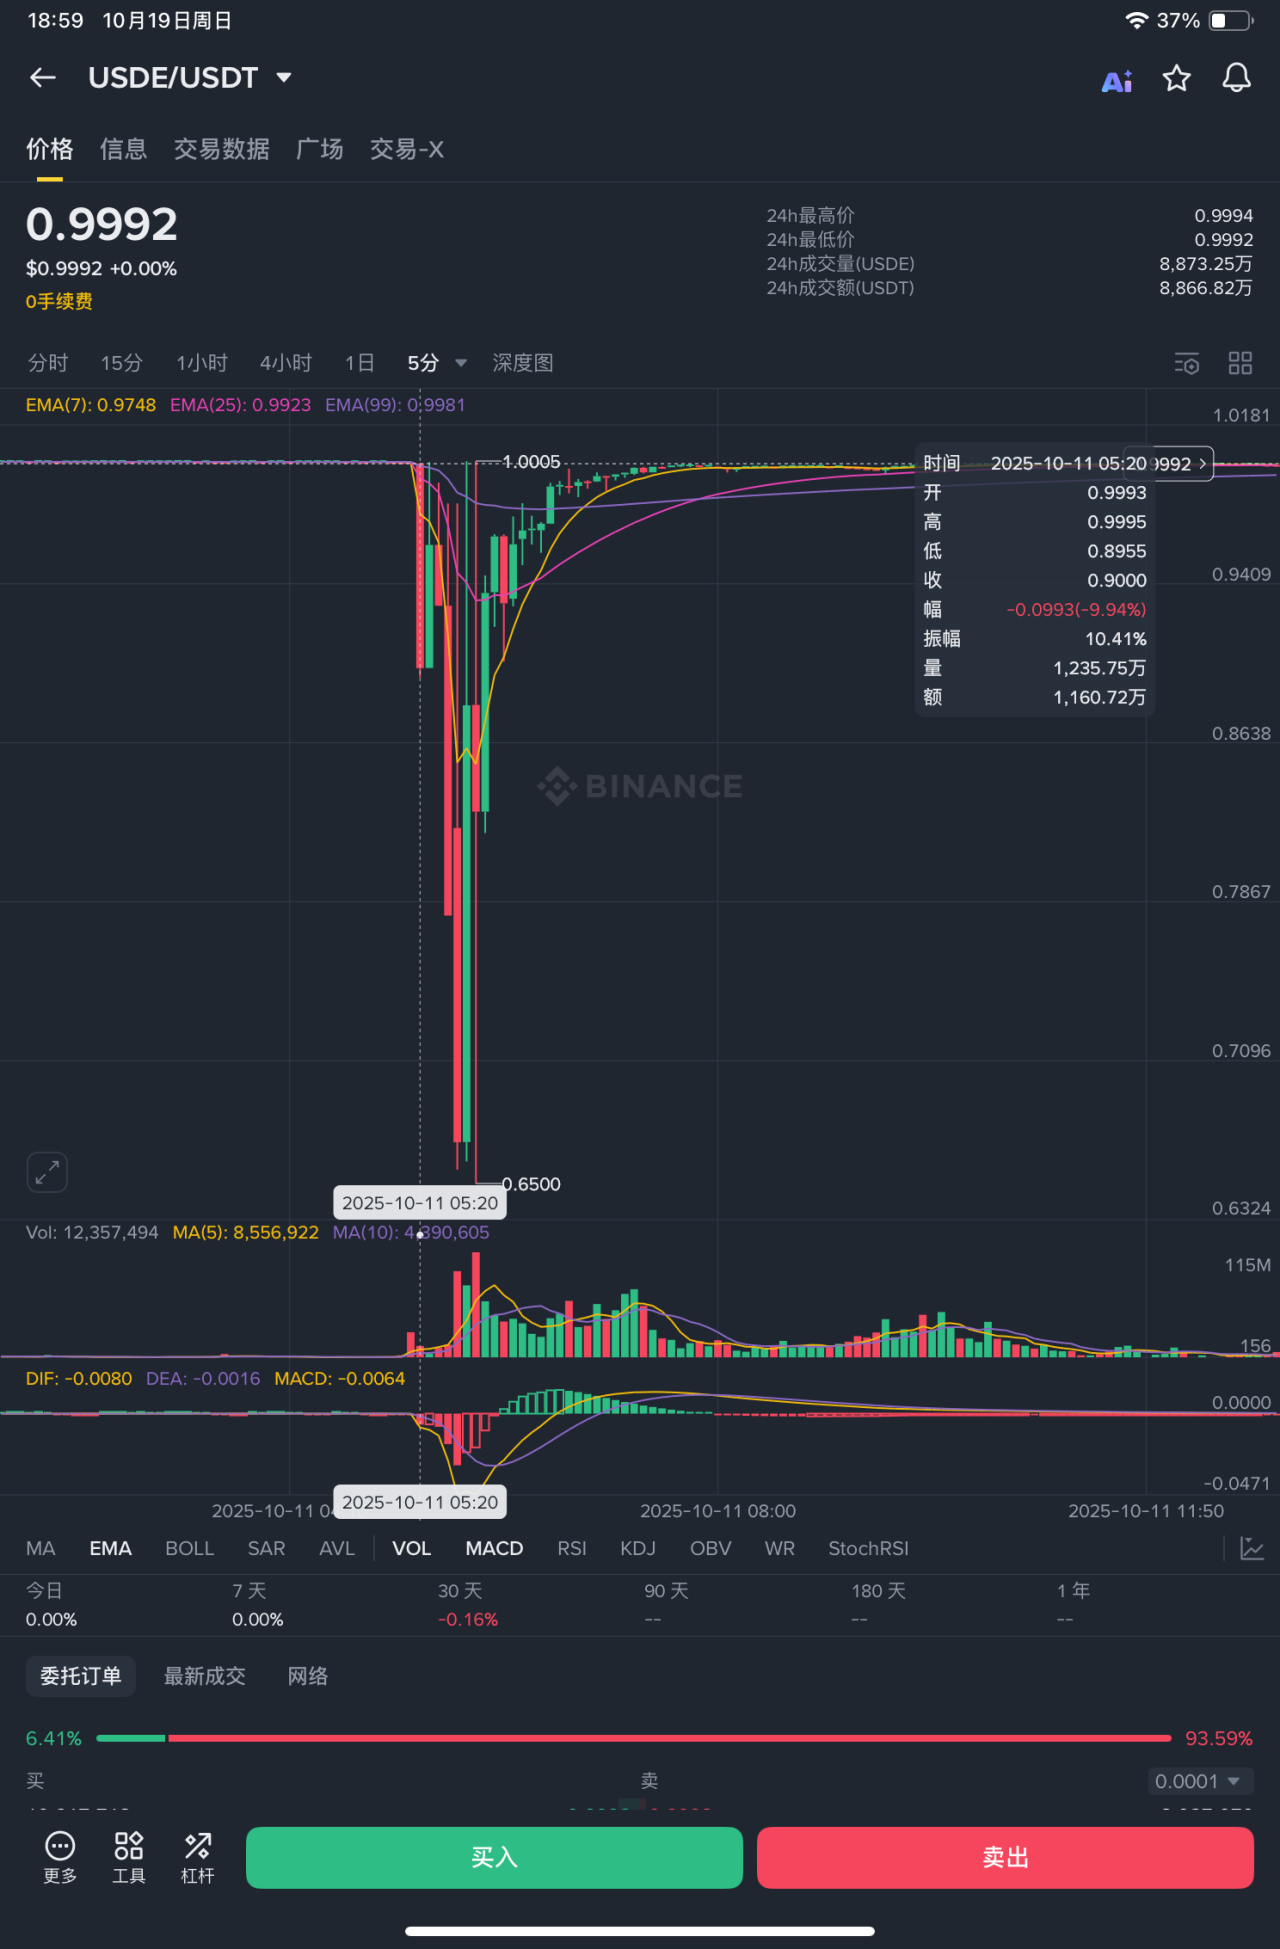 18:59 10月19日周日 37%
USDE/USDT
Ai
价格 信息 交易数据 广场 交易-X
0.9992
$0.9992 +0.00%
0手续费
24h最高价 0.9994
24h最低价 0.9992
24h成交量(USDE) 8,873.25万
24h成交额(USDT) 8,866.82万
分时 15分 1小时 4小时 1日 5分 深度图
EMA(7): 0.9748 EMA(25): 0.9923 EMA(99): 0.9981
1.0181
1.0005
9992
时间 2025-10-11 05:20
开 0.9993
高 0.9995
低 0.8955
收 0.9000
幅 -0.0993(-9.94%)
振幅 10.41%
量 1,235.75万
额 1,160.72万
0.9409
0.8638
BINANCE
0.7867
0.7096
0.6500
2025-10-11 05:20
0.6324
Vol: 12,357,494 MA(5): 8,556,922 MA(10): 4,390,605
115M
156
DIF: -0.0080 DEA: -0.0016 MACD: -0.0064
0.0000
-0.0471
2025-10-11 0 2025-10-11 05:20 2025-10-11 08:00 2025-10-11 11:50
MA EMA BOLL SAR AVL VOL MACD RSI KDJ OBV WR StochRSI
今日 7天 30天 90天 180天 1年
0.00% 0.00% -0.16% -- -- --
委托订单 最新成交 网络
6.41% 93.59%
买 卖 0.0001
更多 工具 杠杆 买入 卖出